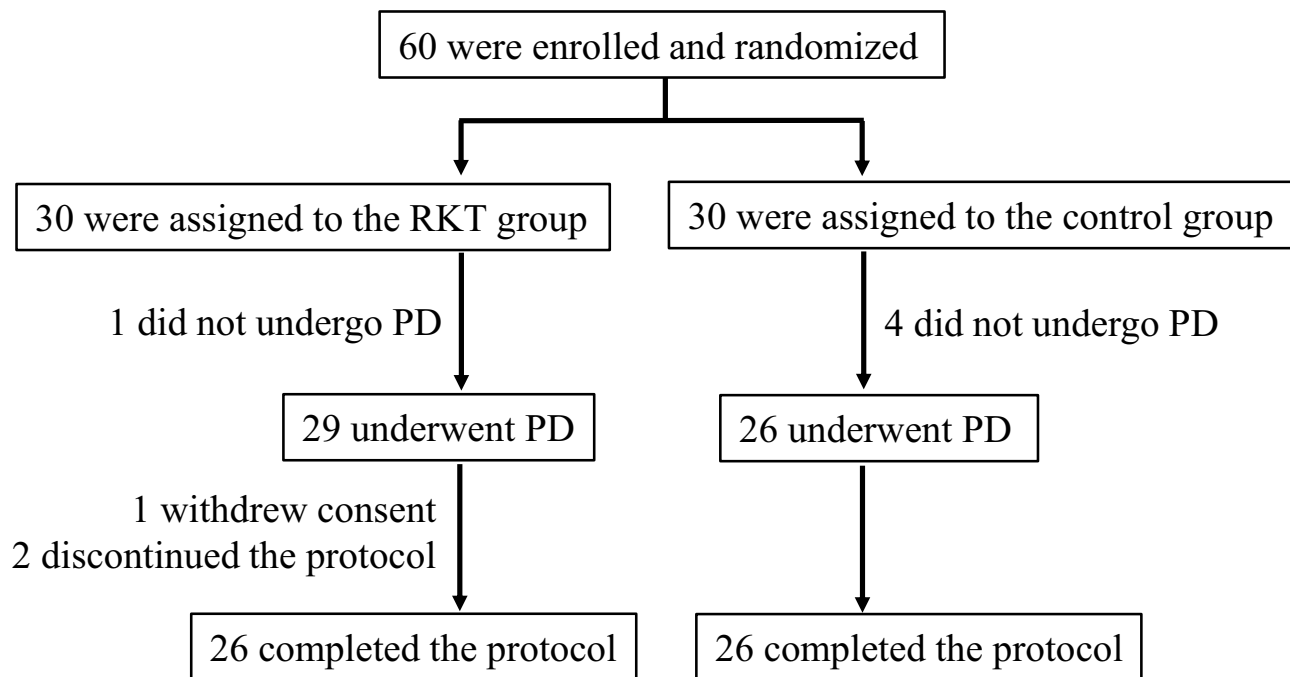 60 were enrolled and randomized
30 were assigned to the RKT group
30 were assigned to the control group
1 did not undergo PD
4 did not undergo PD
29 underwent PD
26 underwent PD
1 withdrew consent
2 discontinued the protocol
26 completed the protocol
26 completed the protocol